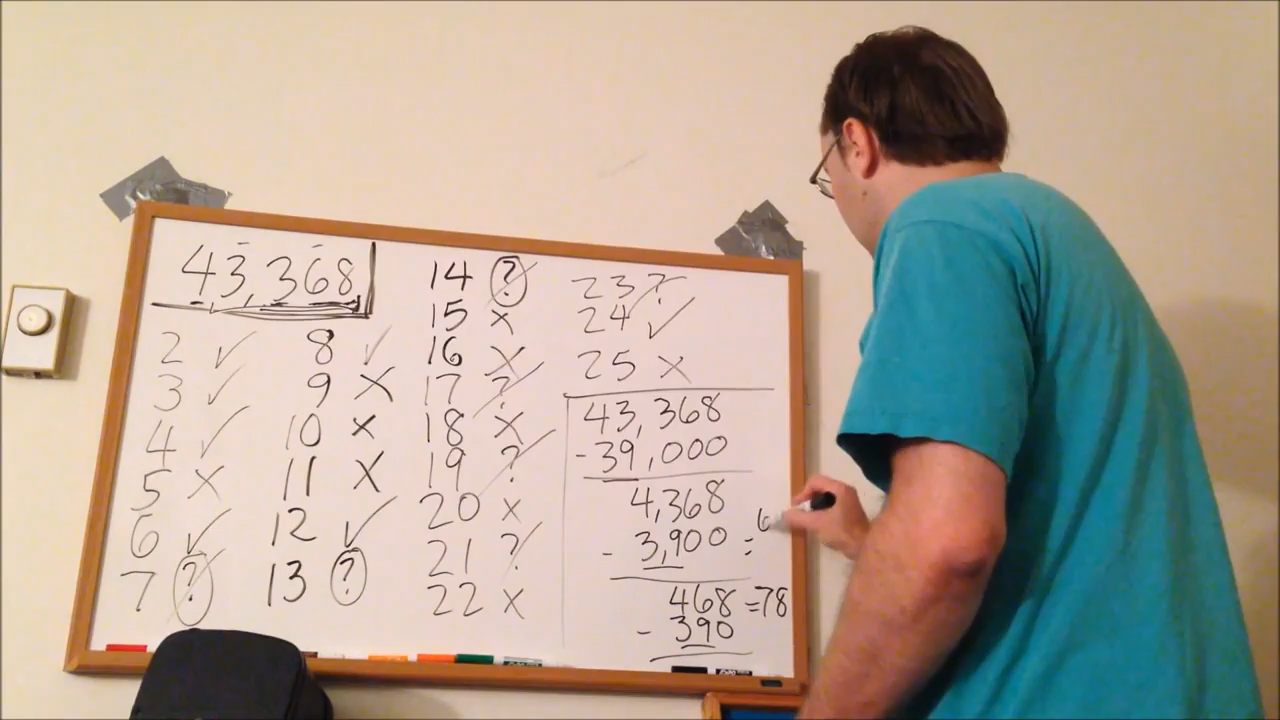 43,368
2 ✓
3 ✓
4 ✓
5 X
6 ✓
7 ?
8 ✓
9 X
10 X
11 X
12 ✓
13 ?
14 ?
15 X
16 X
17 ?
18 X
19 ?
20 X
21 ?
22 X
23 ?
24 ✓
25 X
43,368
-39,000
4,368
- 3,900
468 =78
- 390